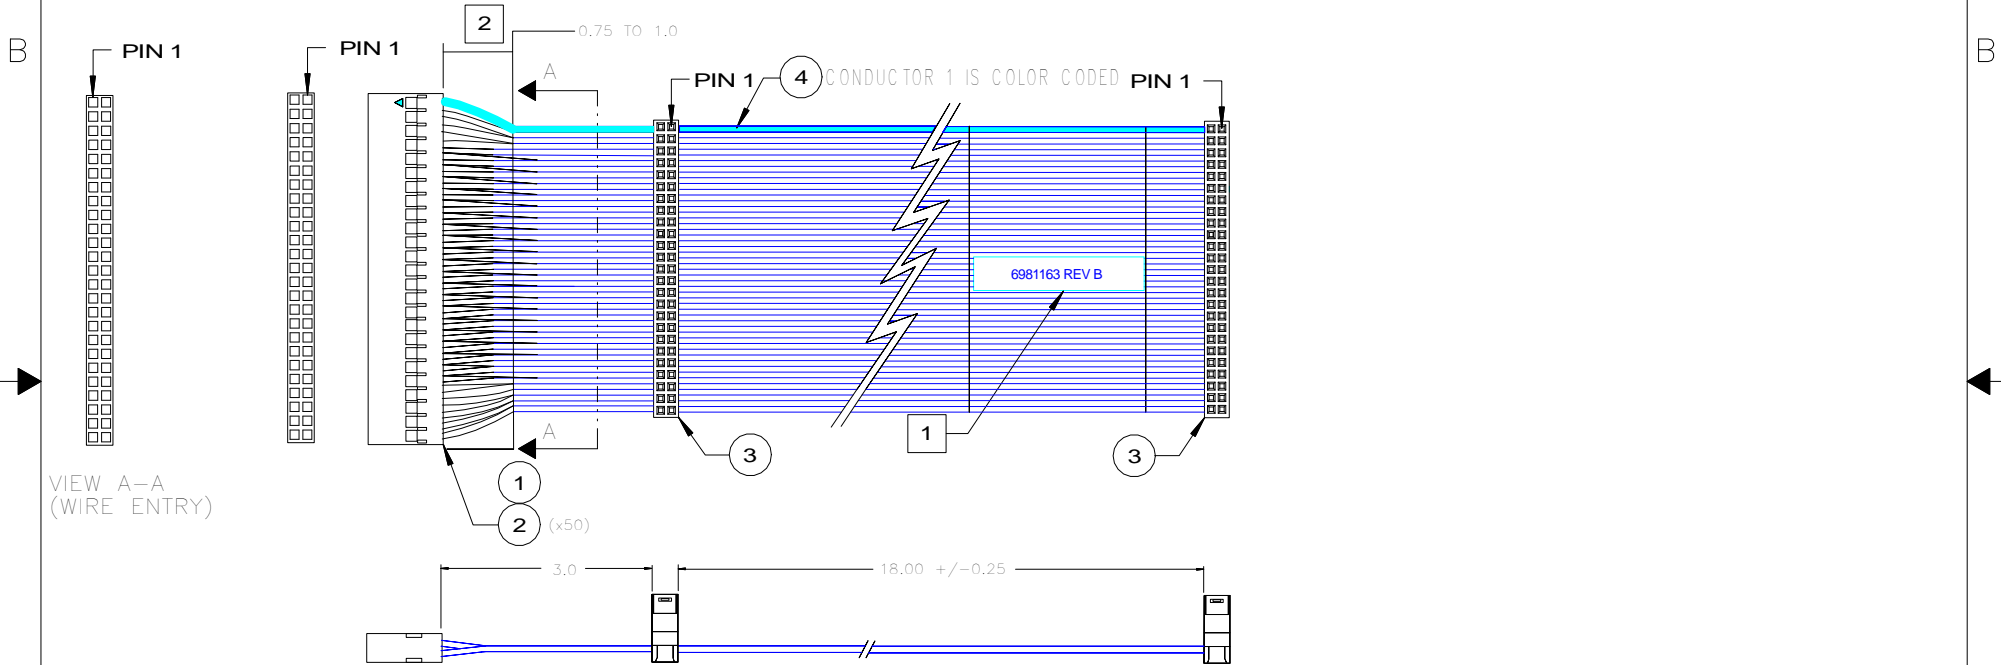 2
0.75 TO 1.0
B
PIN 1
PIN 1
A
PIN 1
4
CONDUCTOR 1 IS COLOR CODED
PIN 1
B
6981163 REV B
A
1
3
3
VIEW A-A
(WIRE ENTRY)
1
2
(x50)
3.0
18.00 +/-0.25